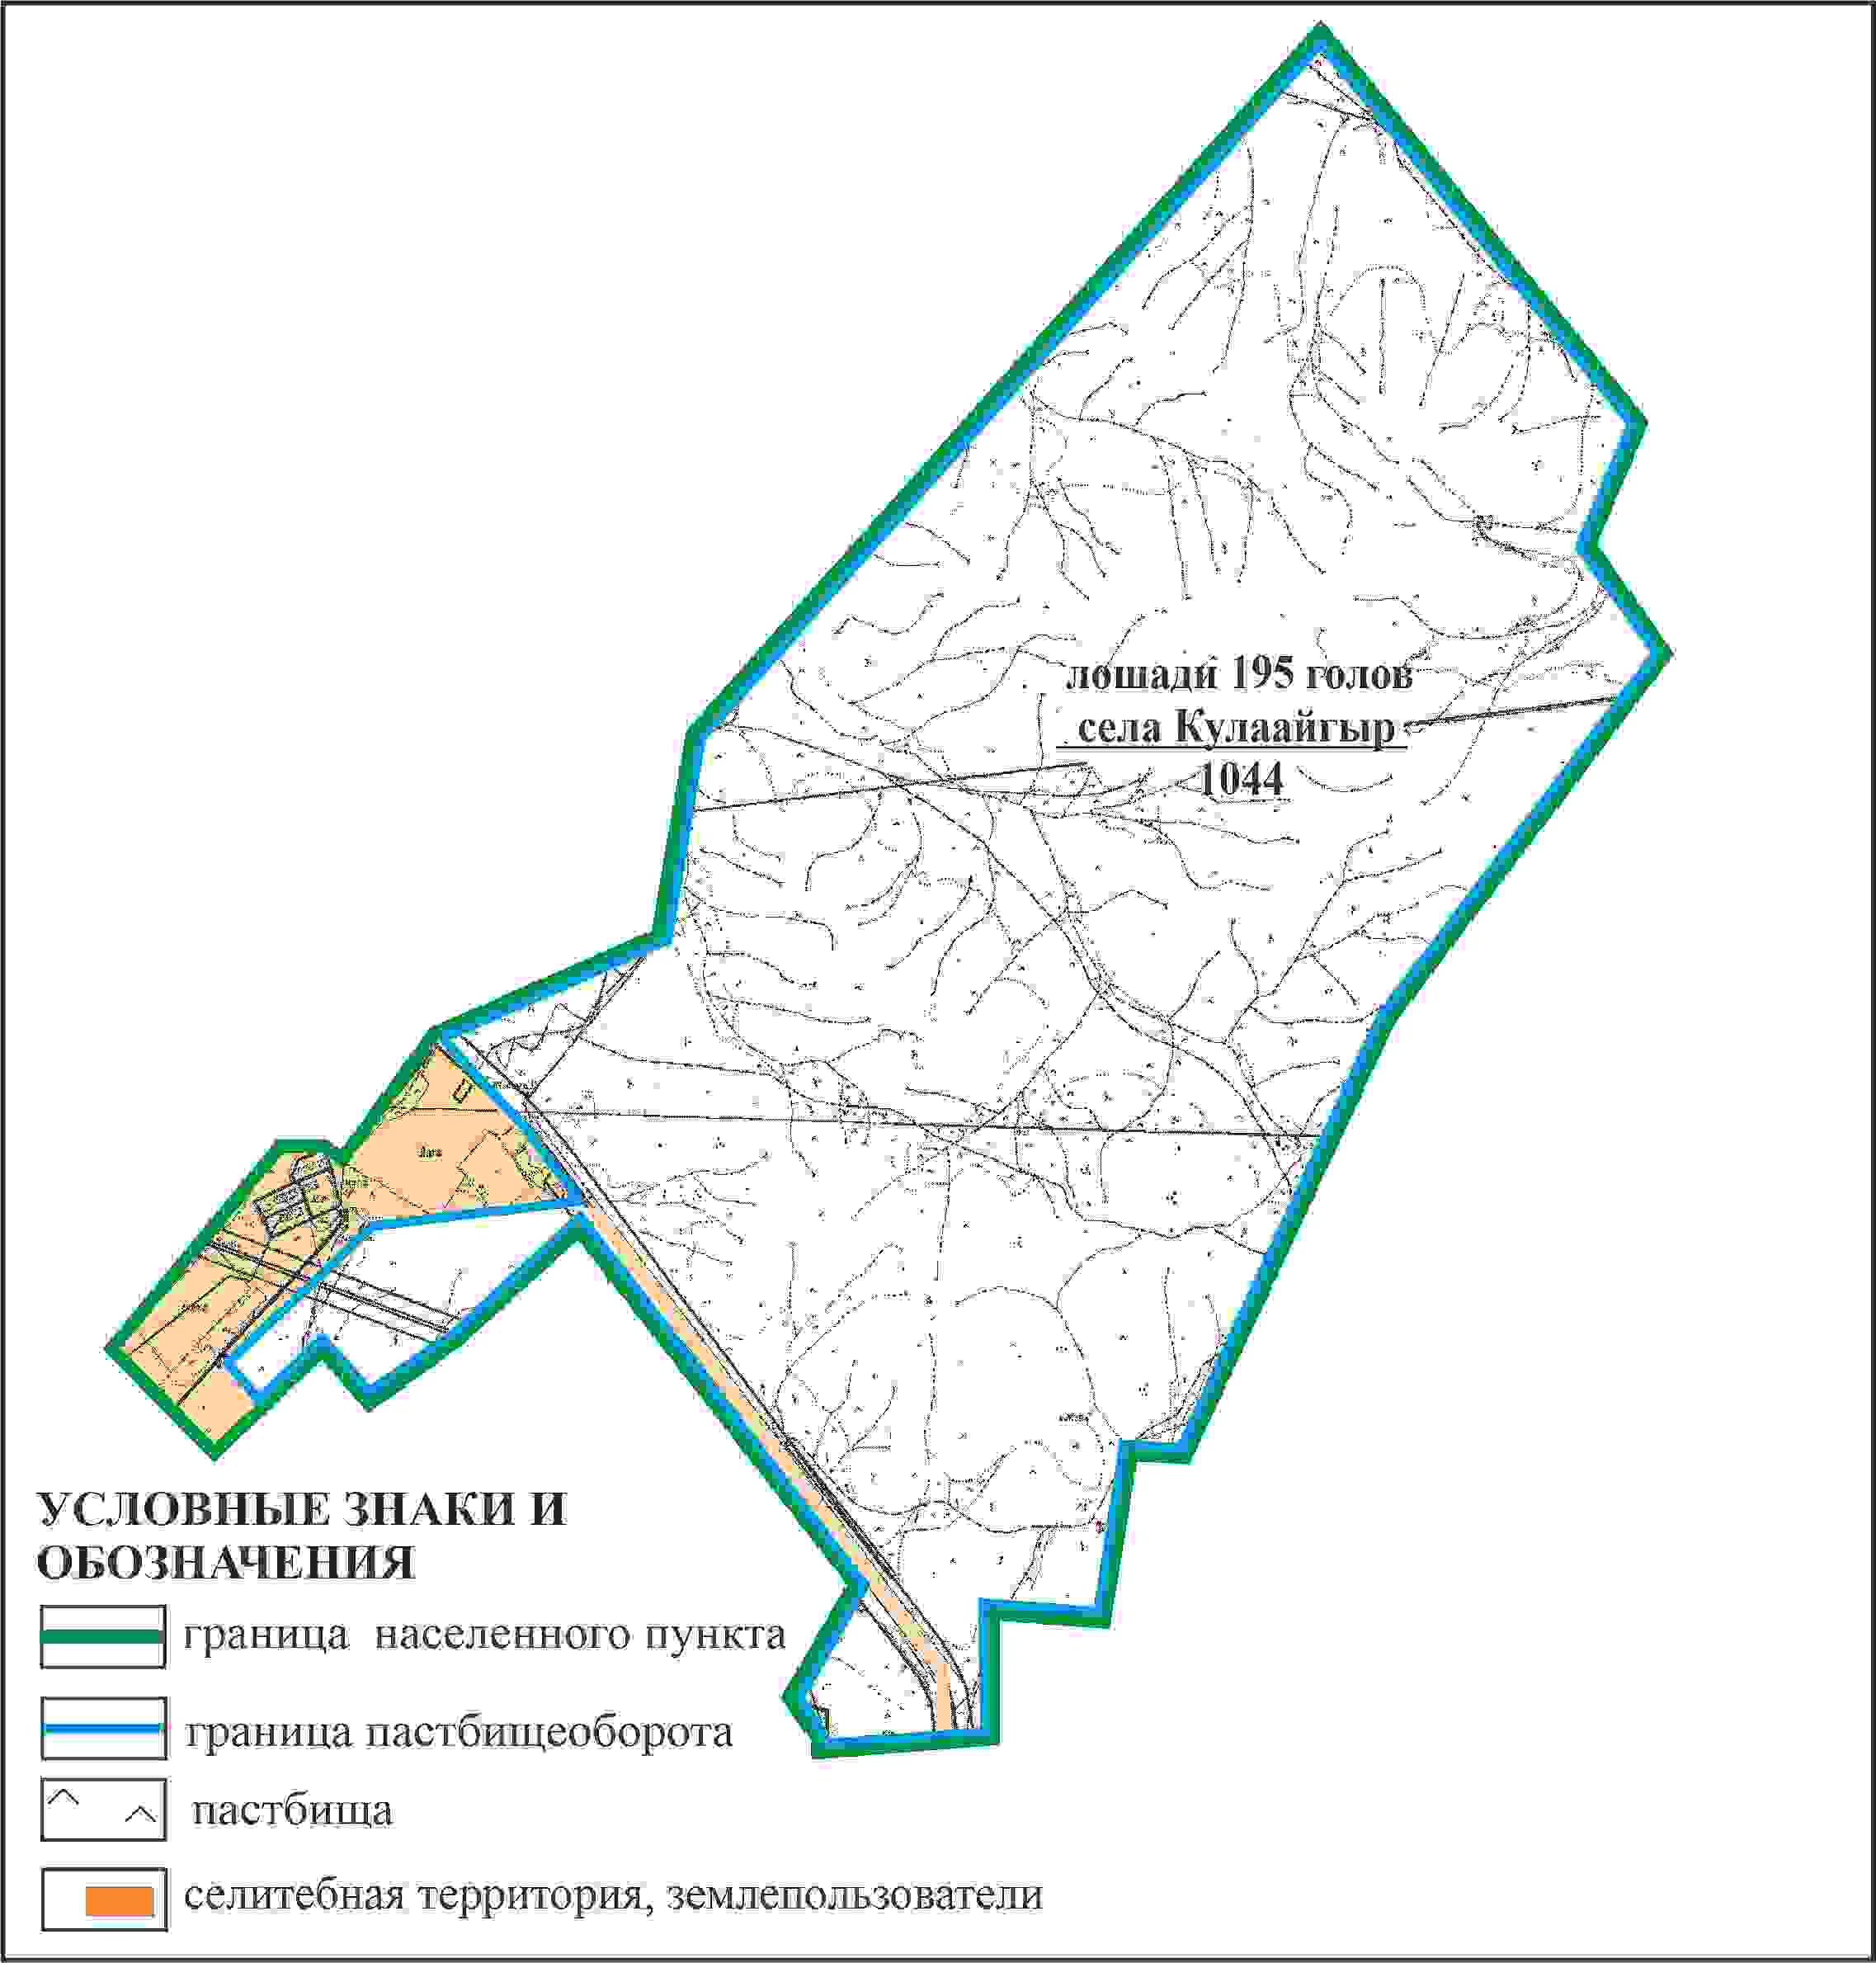 лошади 195 голов
села Кулаайгыр
1044
УСЛОВНЫЕ ЗНАКИ И
ОБОЗНАЧЕНИЯ
граница населенного пункта
граница пастбищеоборота
пастбища
селитебная территория, землепользователи